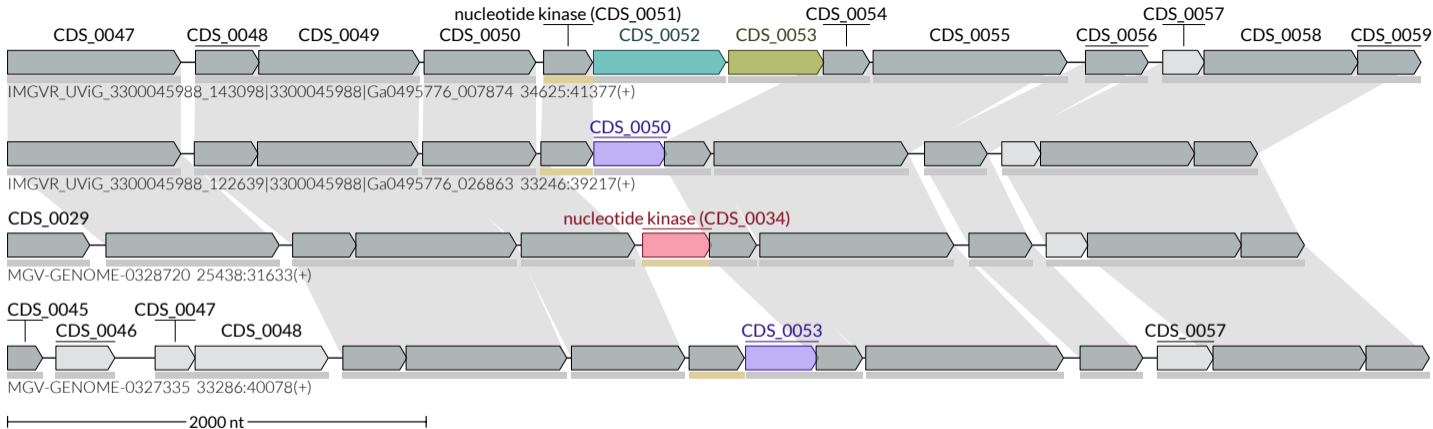 nucleotide kinase (CDS_0051) CDS_0054 CDS_0057
CDS_0047 CDS_0048 CDS_0049 CDS_0050 CDS_0052 CDS_0053 CDS_0055 CDS_0056 CDS_0058 CDS_0059
IMGVR_UViG_3300045988_143098|3300045988|Ga0495776_007874 34625:41377(+)
CDS_0050
IMGVR_UViG_3300045988_122639|3300045988|Ga0495776_026863 33246:39217(+)
CDS_0029 nucleotide kinase (CDS_0034)
MGV-GENOME-0328720 25438:31633(+)
CDS_0045 CDS_0047
CDS_0046 CDS_0048 CDS_0053 CDS_0057
MGV-GENOME-0327335 33286:40078(+)
2000 nt